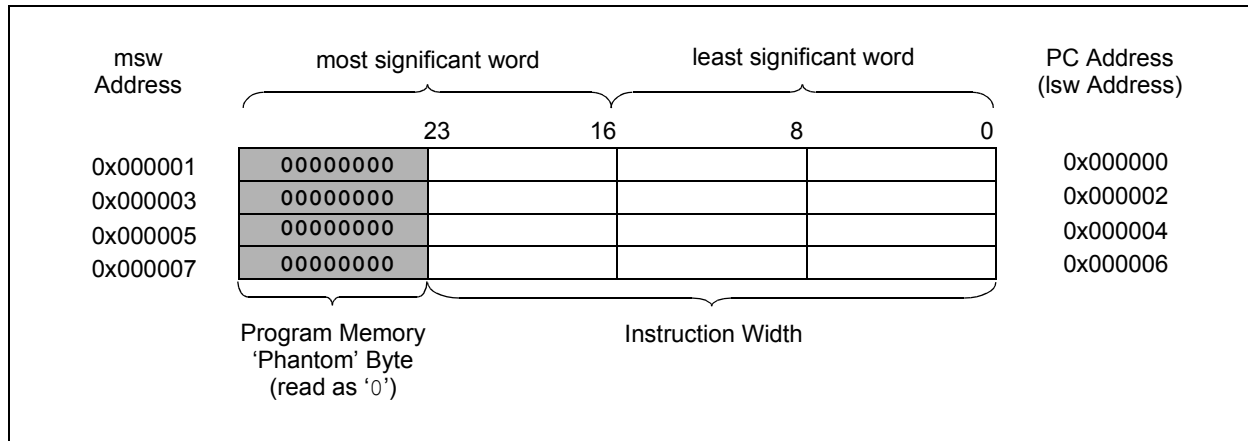 msw
Address
most significant word
least significant word
PC Address
(lsw Address)
23 16 8 0
0x000001 00000000 0x000000
0x000003 00000000 0x000002
0x000005 00000000 0x000004
0x000007 00000000 0x000006
Program Memory
‘Phantom’ Byte
(read as ‘0’)
Instruction Width